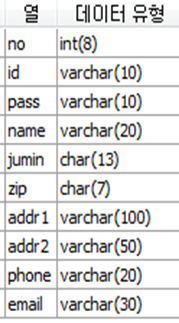 열 데이터 유형
no int(8)
id varchar(10)
pass varchar(10)
name varchar(20)
jumin char(13)
zip char(7)
addr1 varchar(100)
addr2 varchar(50)
phone varchar(20)
email varchar(30)